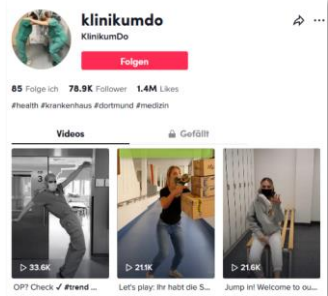 klinikumdo
KlinikumDo
Folgen
85 Folge ich 78.9K Follower 1.4M Likes
#health #krankenhaus #dortmund #medizin
Videos Gefällt
3
33.6K 21.1K 21.6K
OP? Check ✓ #trend ... Let's play: Ihr habt die S... Jump in! Welcome to ou...